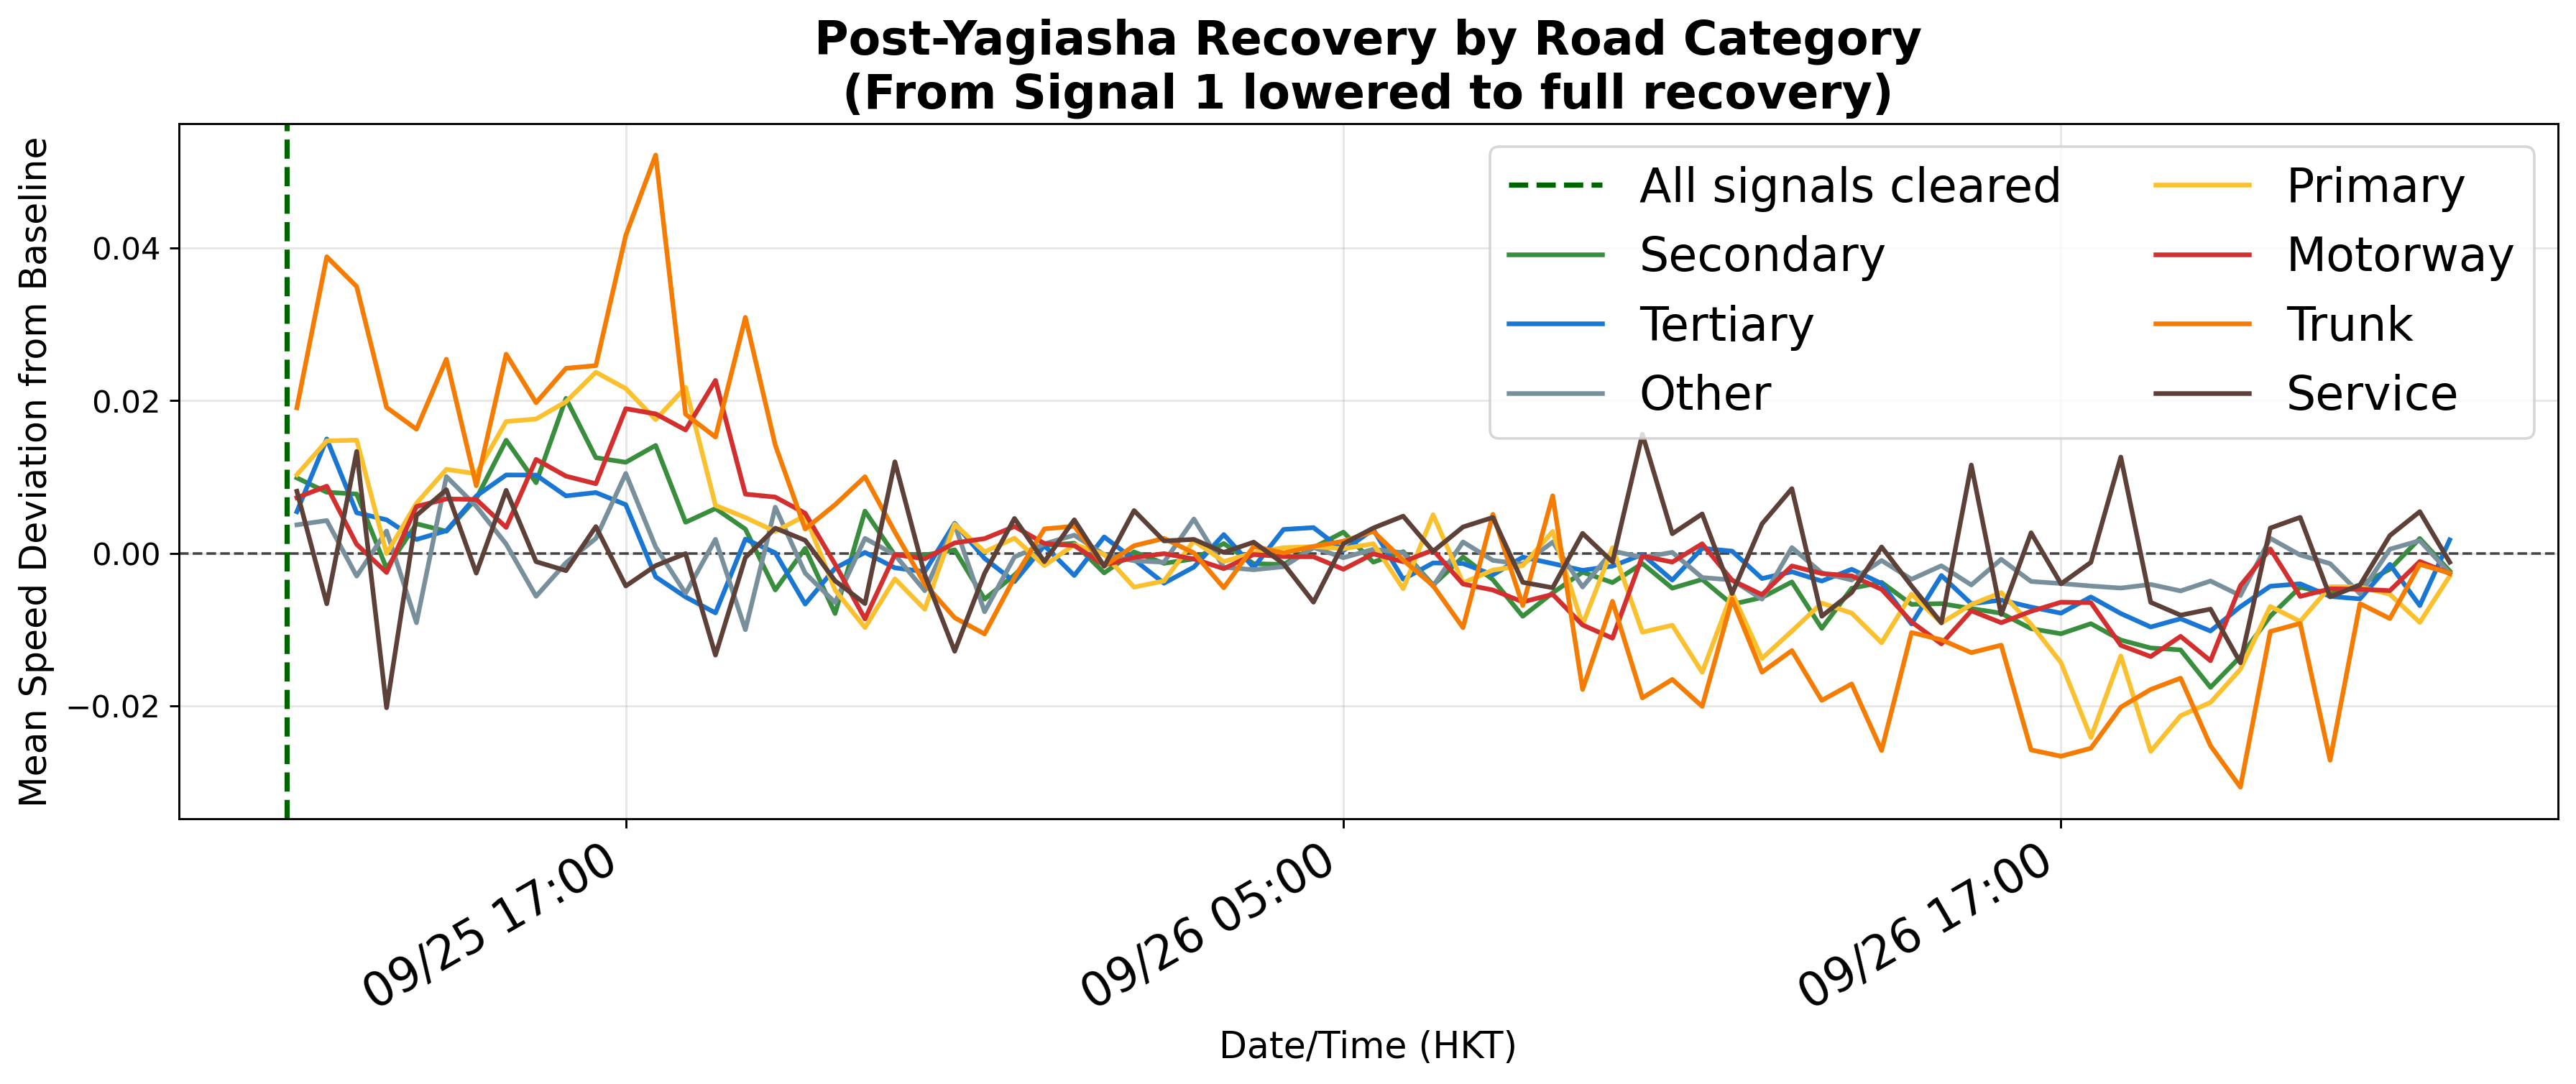 Post-Yagiasha Recovery by Road Category
(From Signal 1 lowered to full recovery)
Mean Speed Deviation from Baseline
0.04
0.02
0.00
−0.02
All signals cleared
Secondary
Tertiary
Other
Primary
Motorway
Trunk
Service
09/25 17:00
09/26 05:00
09/26 17:00
Date/Time (HKT)